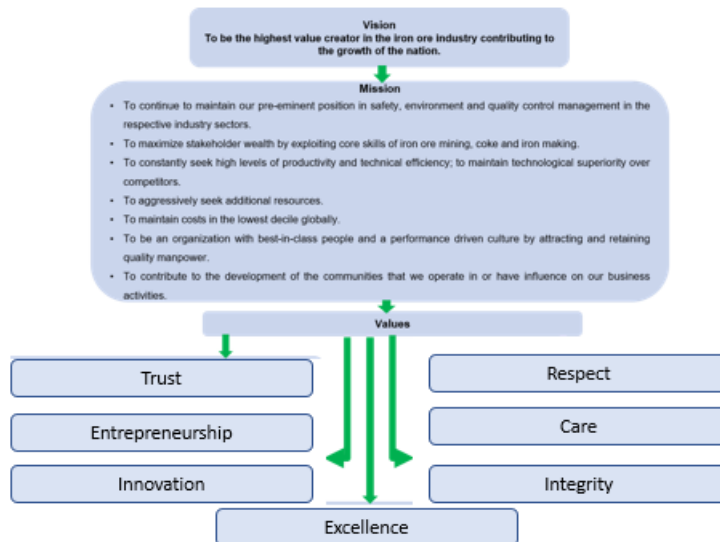 Vision
To be the highest value creator in the iron ore industry contributing to
the growth of the nation.
Mission
• To continue to maintain our pre-eminent position in safety, environment and quality control management in the
respective industry sectors.
• To maximize stakeholder wealth by exploiting core skills of iron ore mining, coke and iron making.
• To constantly seek high levels of productivity and technical efficiency; to maintain technological superiority over
competitors.
• To aggressively seek additional resources.
• To maintain costs in the lowest decile globally.
• To be an organization with best-in-class people and a performance driven culture by attracting and retaining
quality manpower.
• To contribute to the development of the communities that we operate in or have influence on our business
activities.
Values
Trust
Respect
Entrepreneurship
Care
Innovation
Integrity
Excellence